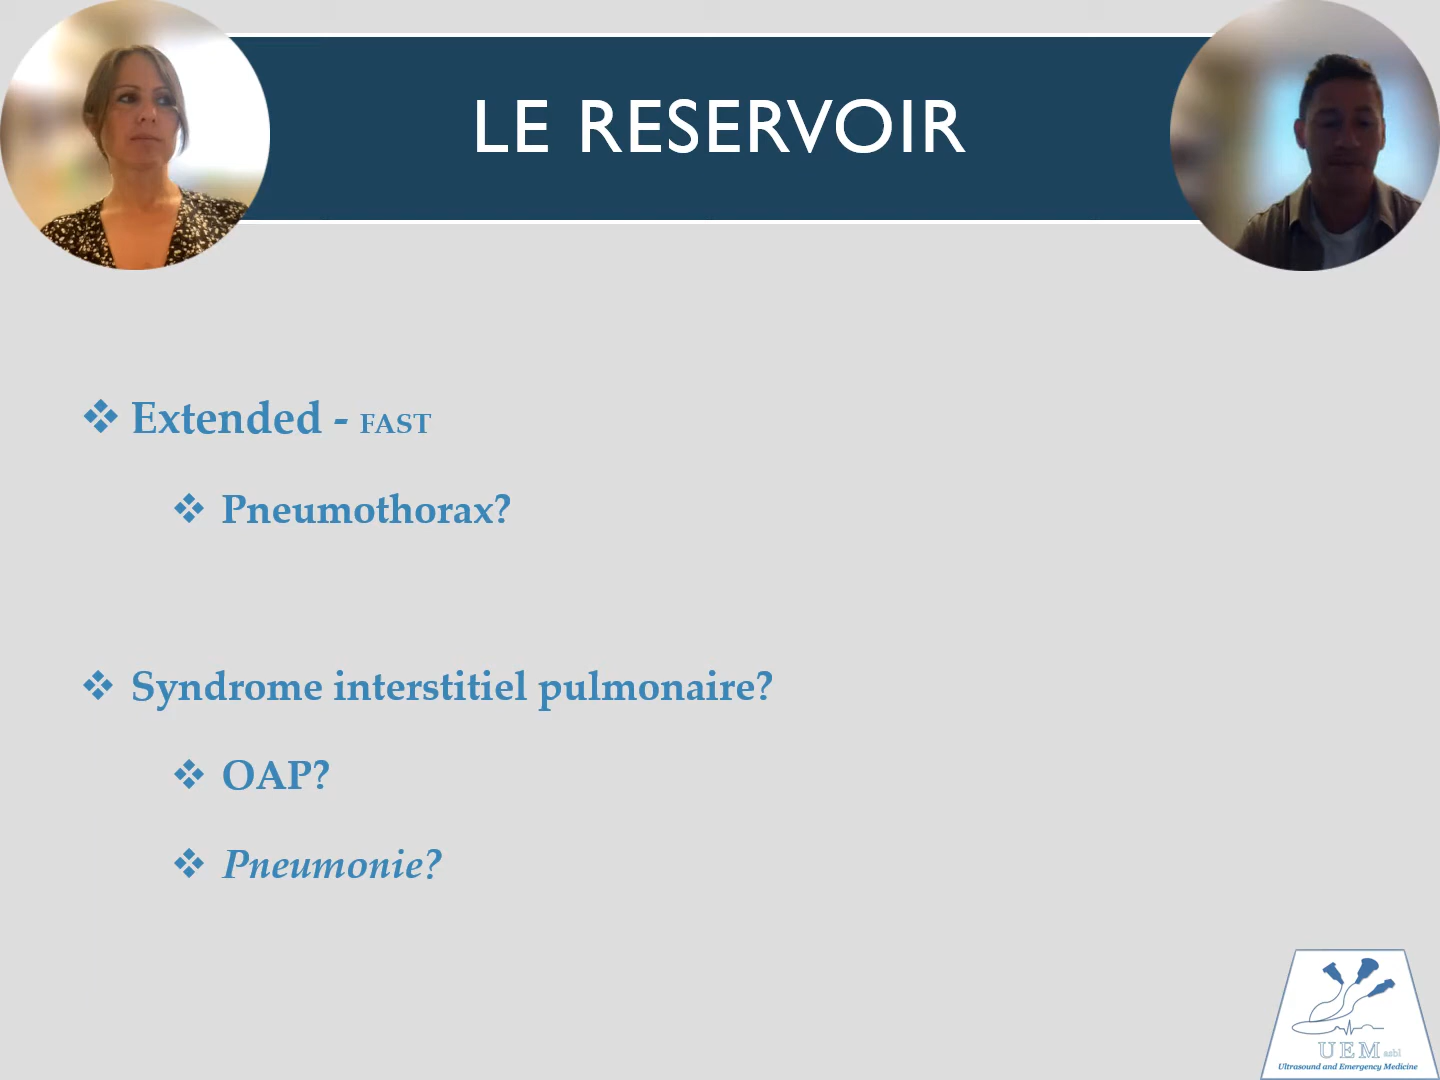 LE RESERVOIR
Extended - FAST
Pneumothorax?
Syndrome interstitiel pulmonaire?
OAP?
Pneumonie?
UEM asbl
Ultrasound and Emergency Medicine